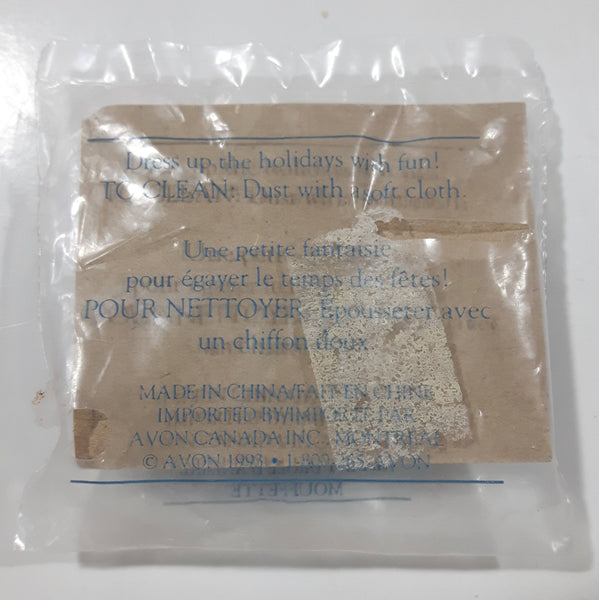 Dress up the holidays with fun!
TO CLEAN: Dust with a soft cloth.
Une petite fantaisie
pour égayer le temps des fêtes!
POUR NETTOYER: Épousseter avec
un chiffon doux
MADE IN CHINA/FAIT EN CHINE
IMPORTED BY/IMPORTÉ PAR
AVON CANADA INC. MONTRÉAL
© AVON 1993 •
MOUFFETTE